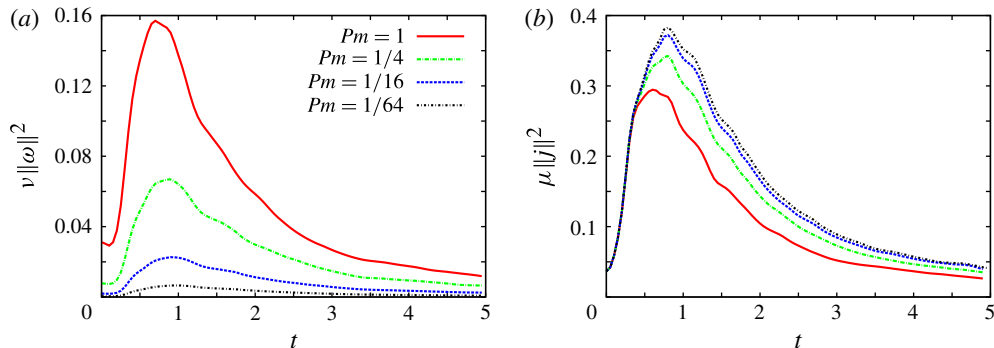 (a)
0.16
0.12
0.08
0.04
0
1
2
3
4
5
t
ν||ω||²
Pm = 1
Pm = 1/4
Pm = 1/16
Pm = 1/64
(b)
0.4
0.3
0.2
0.1
0
1
2
3
4
5
t
μ||j||²